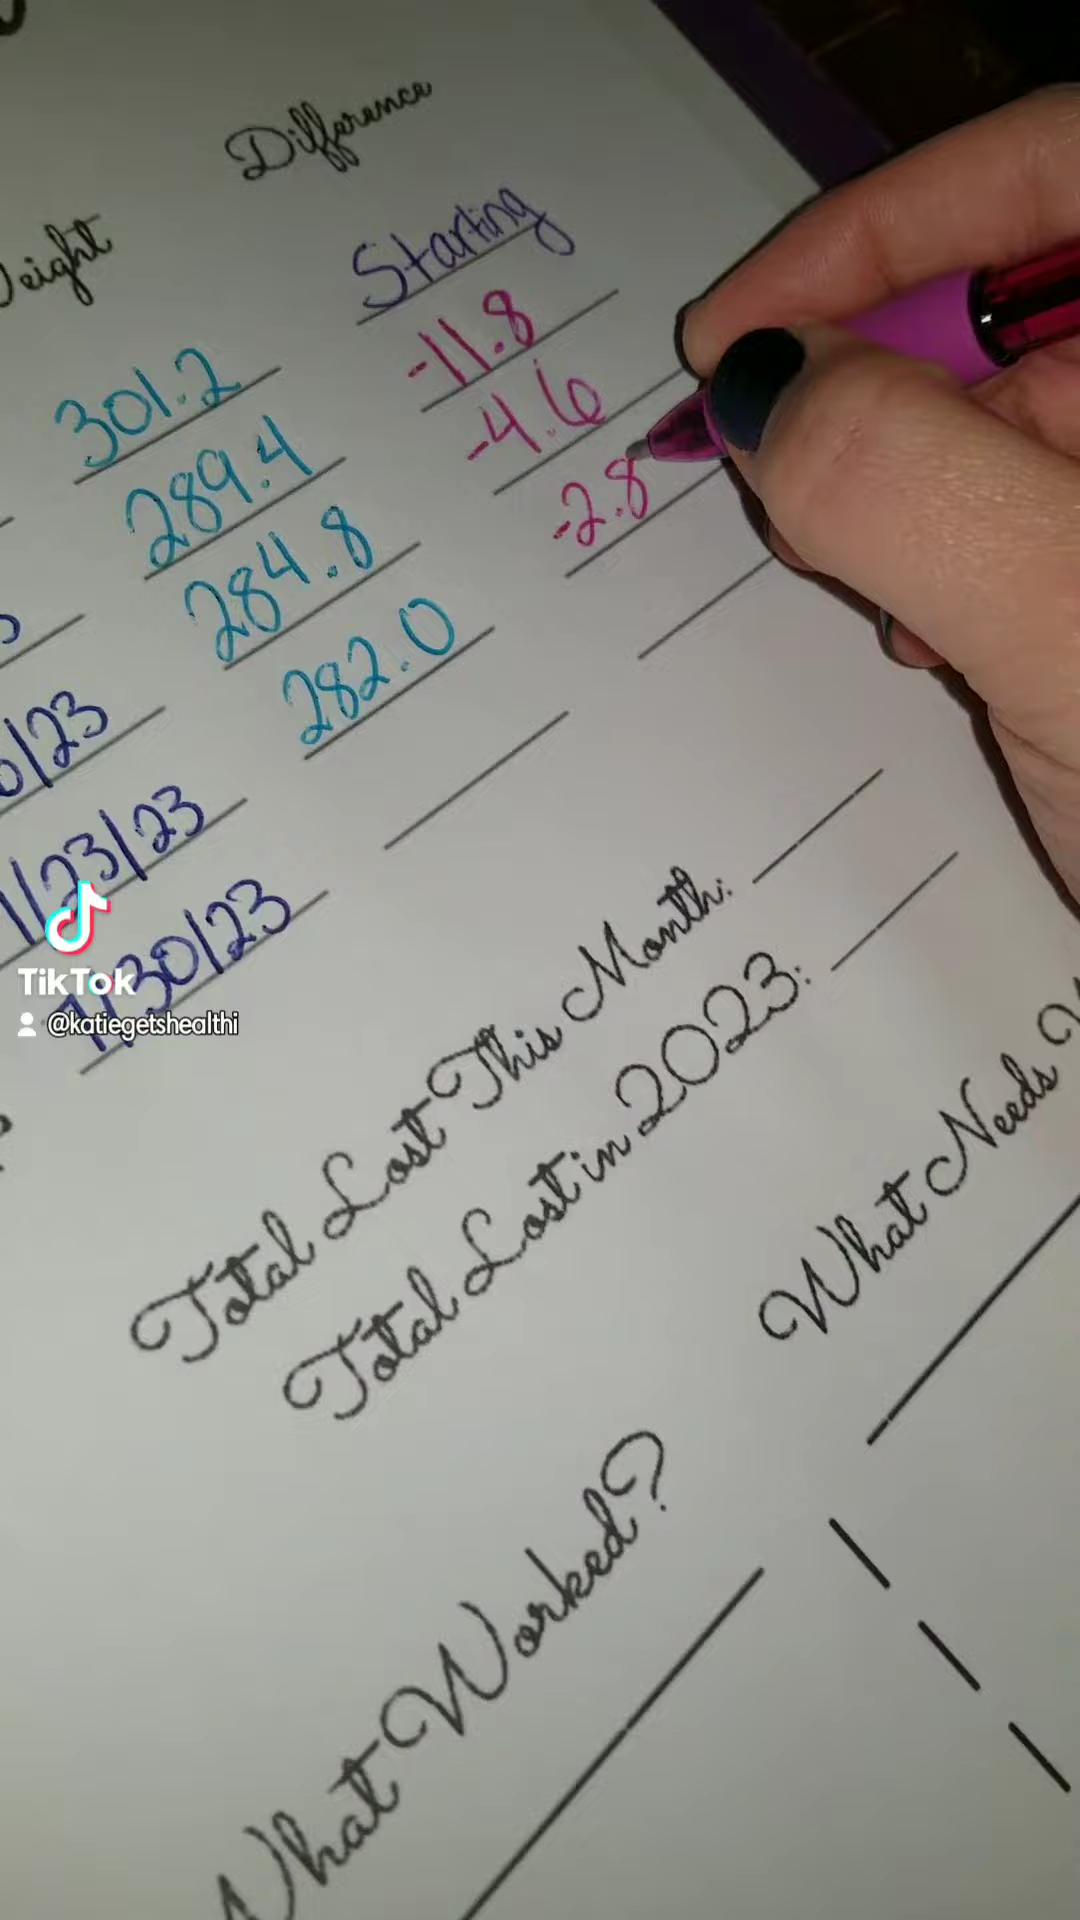 Difference
Weight
Starting
301.2
-11.8
289.4
-4.6
284.8
-2.8
282.0
/23
1/23/23
1/30/23
TikTok
@katiegetshealthi
Total Lost This Month:
Total Lost in 2023:
What Needs
What Worked?